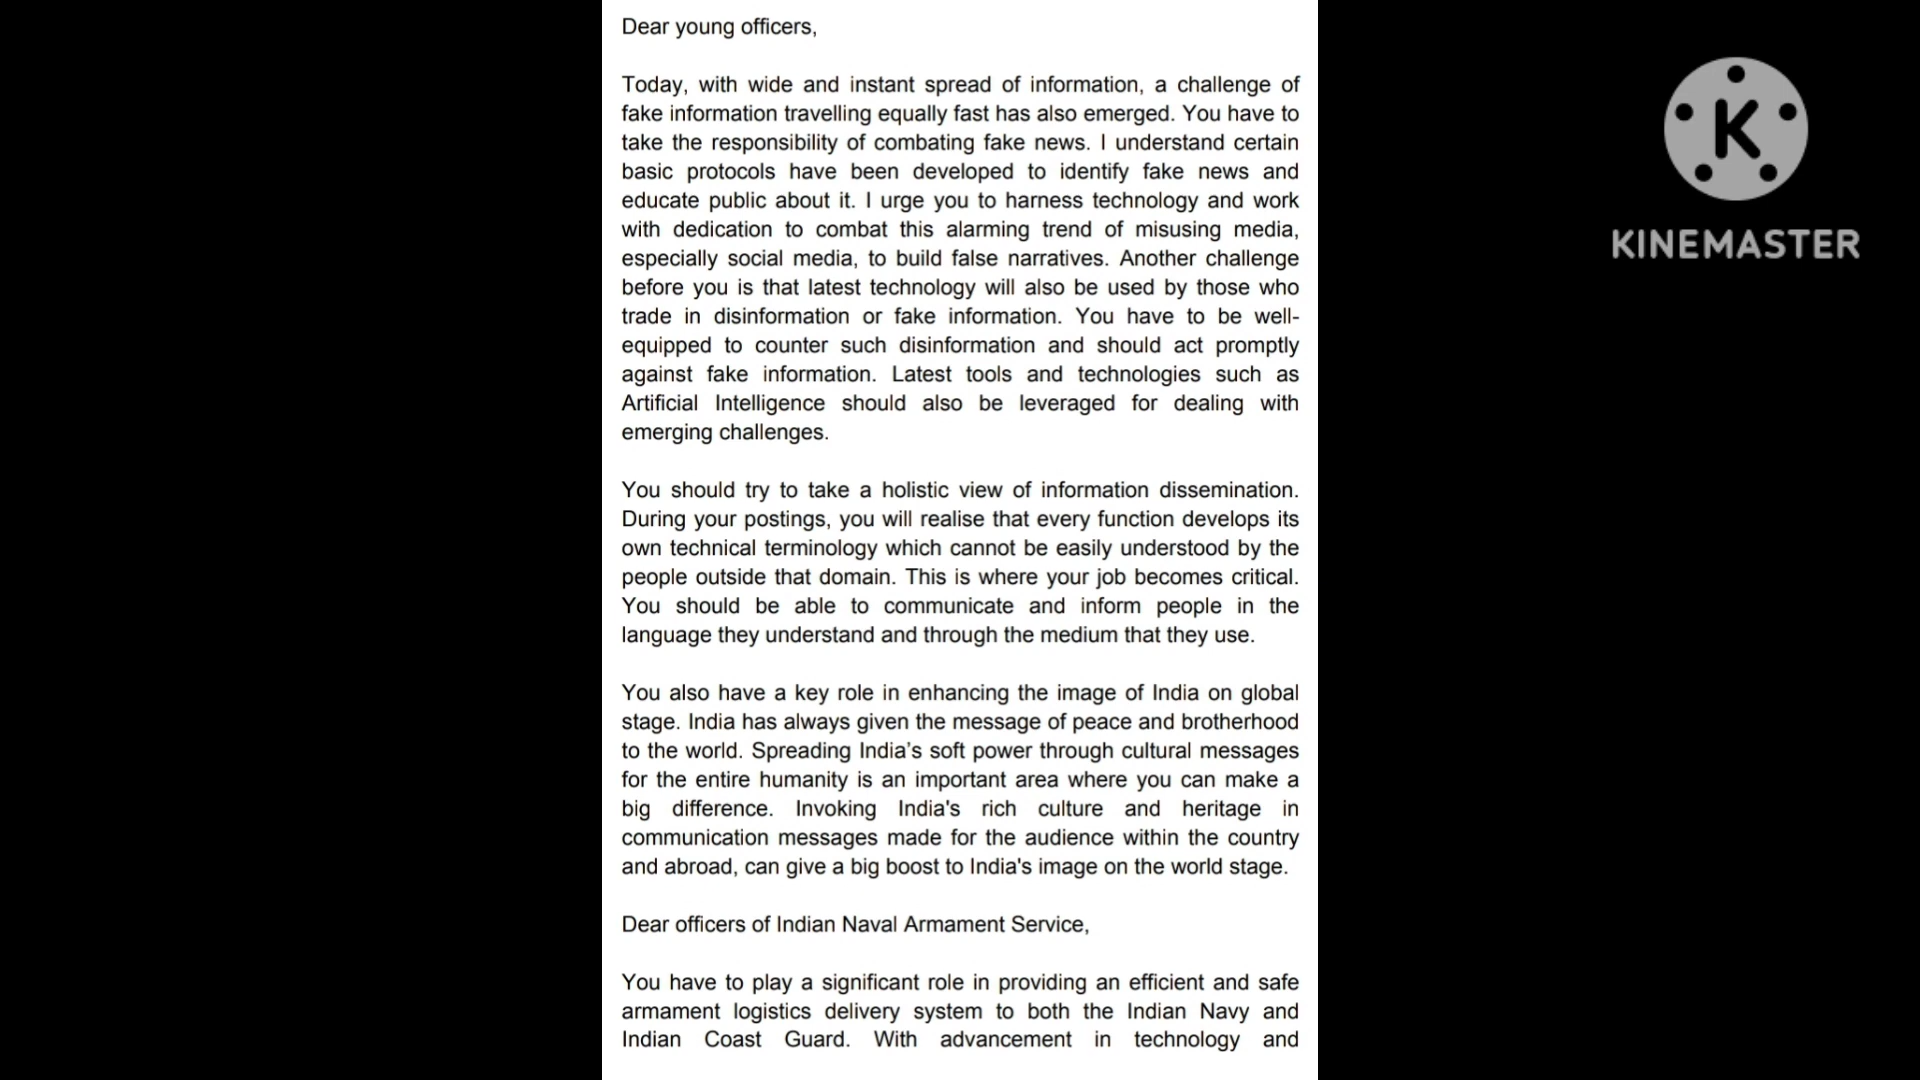 Dear young officers,
Today, with wide and instant spread of information, a challenge of
fake information travelling equally fast has also emerged. You have to
take the responsibility of combating fake news. I understand certain
basic protocols have been developed to identify fake news and
educate public about it. I urge you to harness technology and work
with dedication to combat this alarming trend of misusing media,
especially social media, to build false narratives. Another challenge
before you is that latest technology will also be used by those who
trade in disinformation or fake information. You have to be well-
equipped to counter such disinformation and should act promptly
against fake information. Latest tools and technologies such as
Artificial Intelligence should also be leveraged for dealing with
emerging challenges.
You should try to take a holistic view of information dissemination.
During your postings, you will realise that every function develops its
own technical terminology which cannot be easily understood by the
people outside that domain. This is where your job becomes critical.
You should be able to communicate and inform people in the
language they understand and through the medium that they use.
You also have a key role in enhancing the image of India on global
stage. India has always given the message of peace and brotherhood
to the world. Spreading India’s soft power through cultural messages
for the entire humanity is an important area where you can make a
big difference. Invoking India's rich culture and heritage in
communication messages made for the audience within the country
and abroad, can give a big boost to India's image on the world stage.
Dear officers of Indian Naval Armament Service,
You have to play a significant role in providing an efficient and safe
armament logistics delivery system to both the Indian Navy and
Indian Coast Guard. With advancement in technology and
K
KINEMASTER